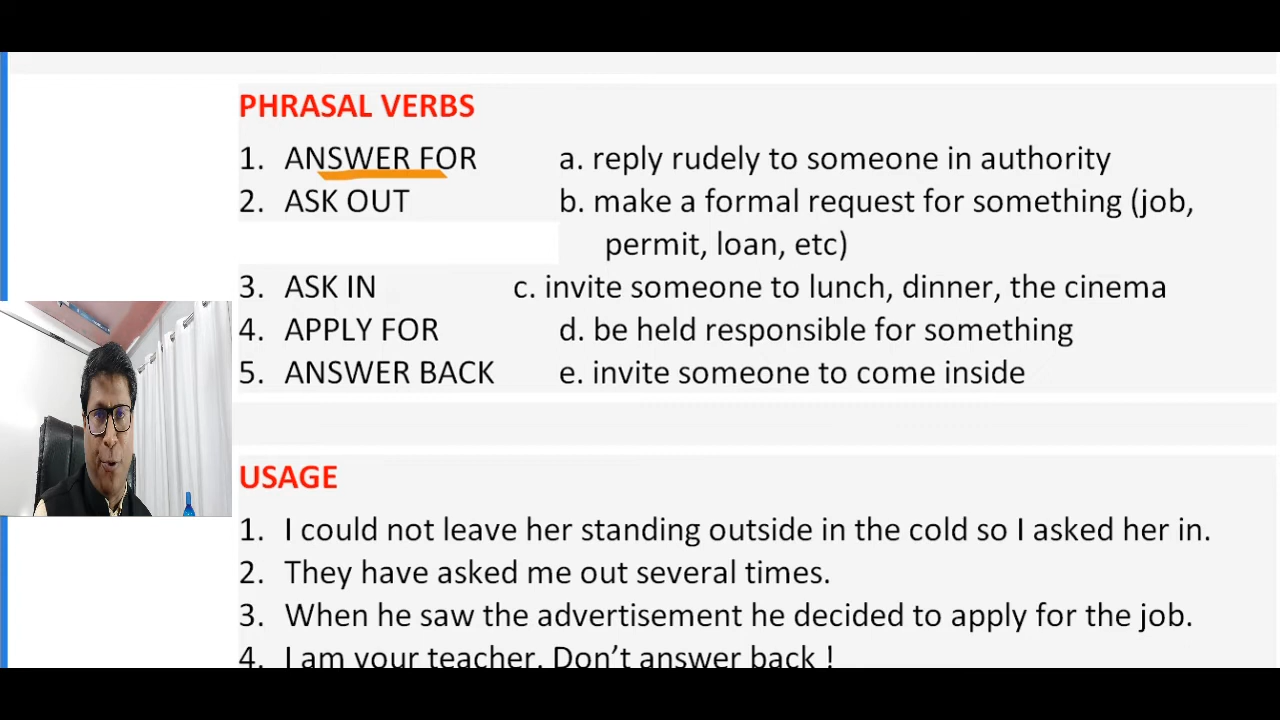 PHRASAL VERBS
1. ANSWER FOR a. reply rudely to someone in authority
2. ASK OUT b. make a formal request for something (job,
permit, loan, etc)
3. ASK IN c. invite someone to lunch, dinner, the cinema
4. APPLY FOR d. be held responsible for something
5. ANSWER BACK e. invite someone to come inside
USAGE
1. I could not leave her standing outside in the cold so I asked her in.
2. They have asked me out several times.
3. When he saw the advertisement he decided to apply for the job.
4. I am your teacher. Don’t answer back !